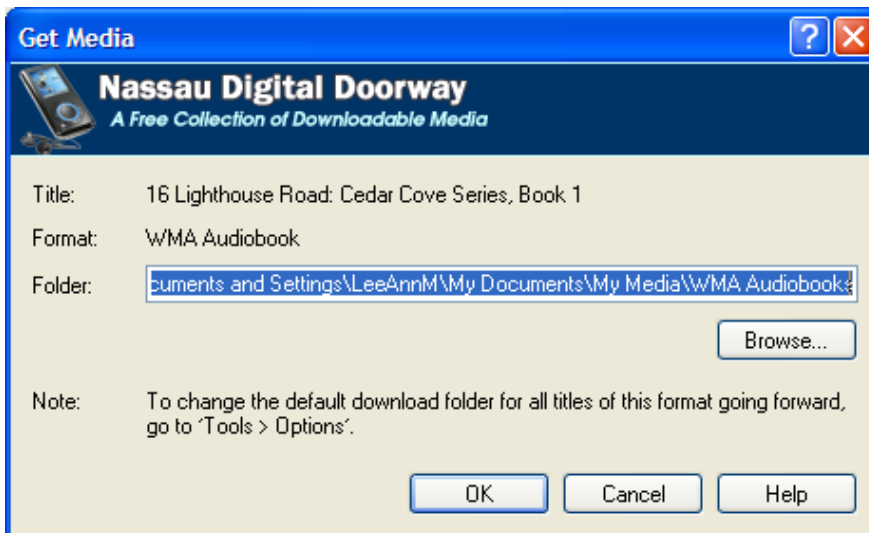 Get Media
Nassau Digital Doorway
A Free Collection of Downloadable Media
Title: 16 Lighthouse Road: Cedar Cove Series, Book 1
Format: WMA Audiobook
Folder: cuments and Settings\LeeAnnM\My Documents\My Media\WMA Audiobooks
Browse...
Note: To change the default download folder for all titles of this format going forward,
go to 'Tools > Options'.
OK Cancel Help